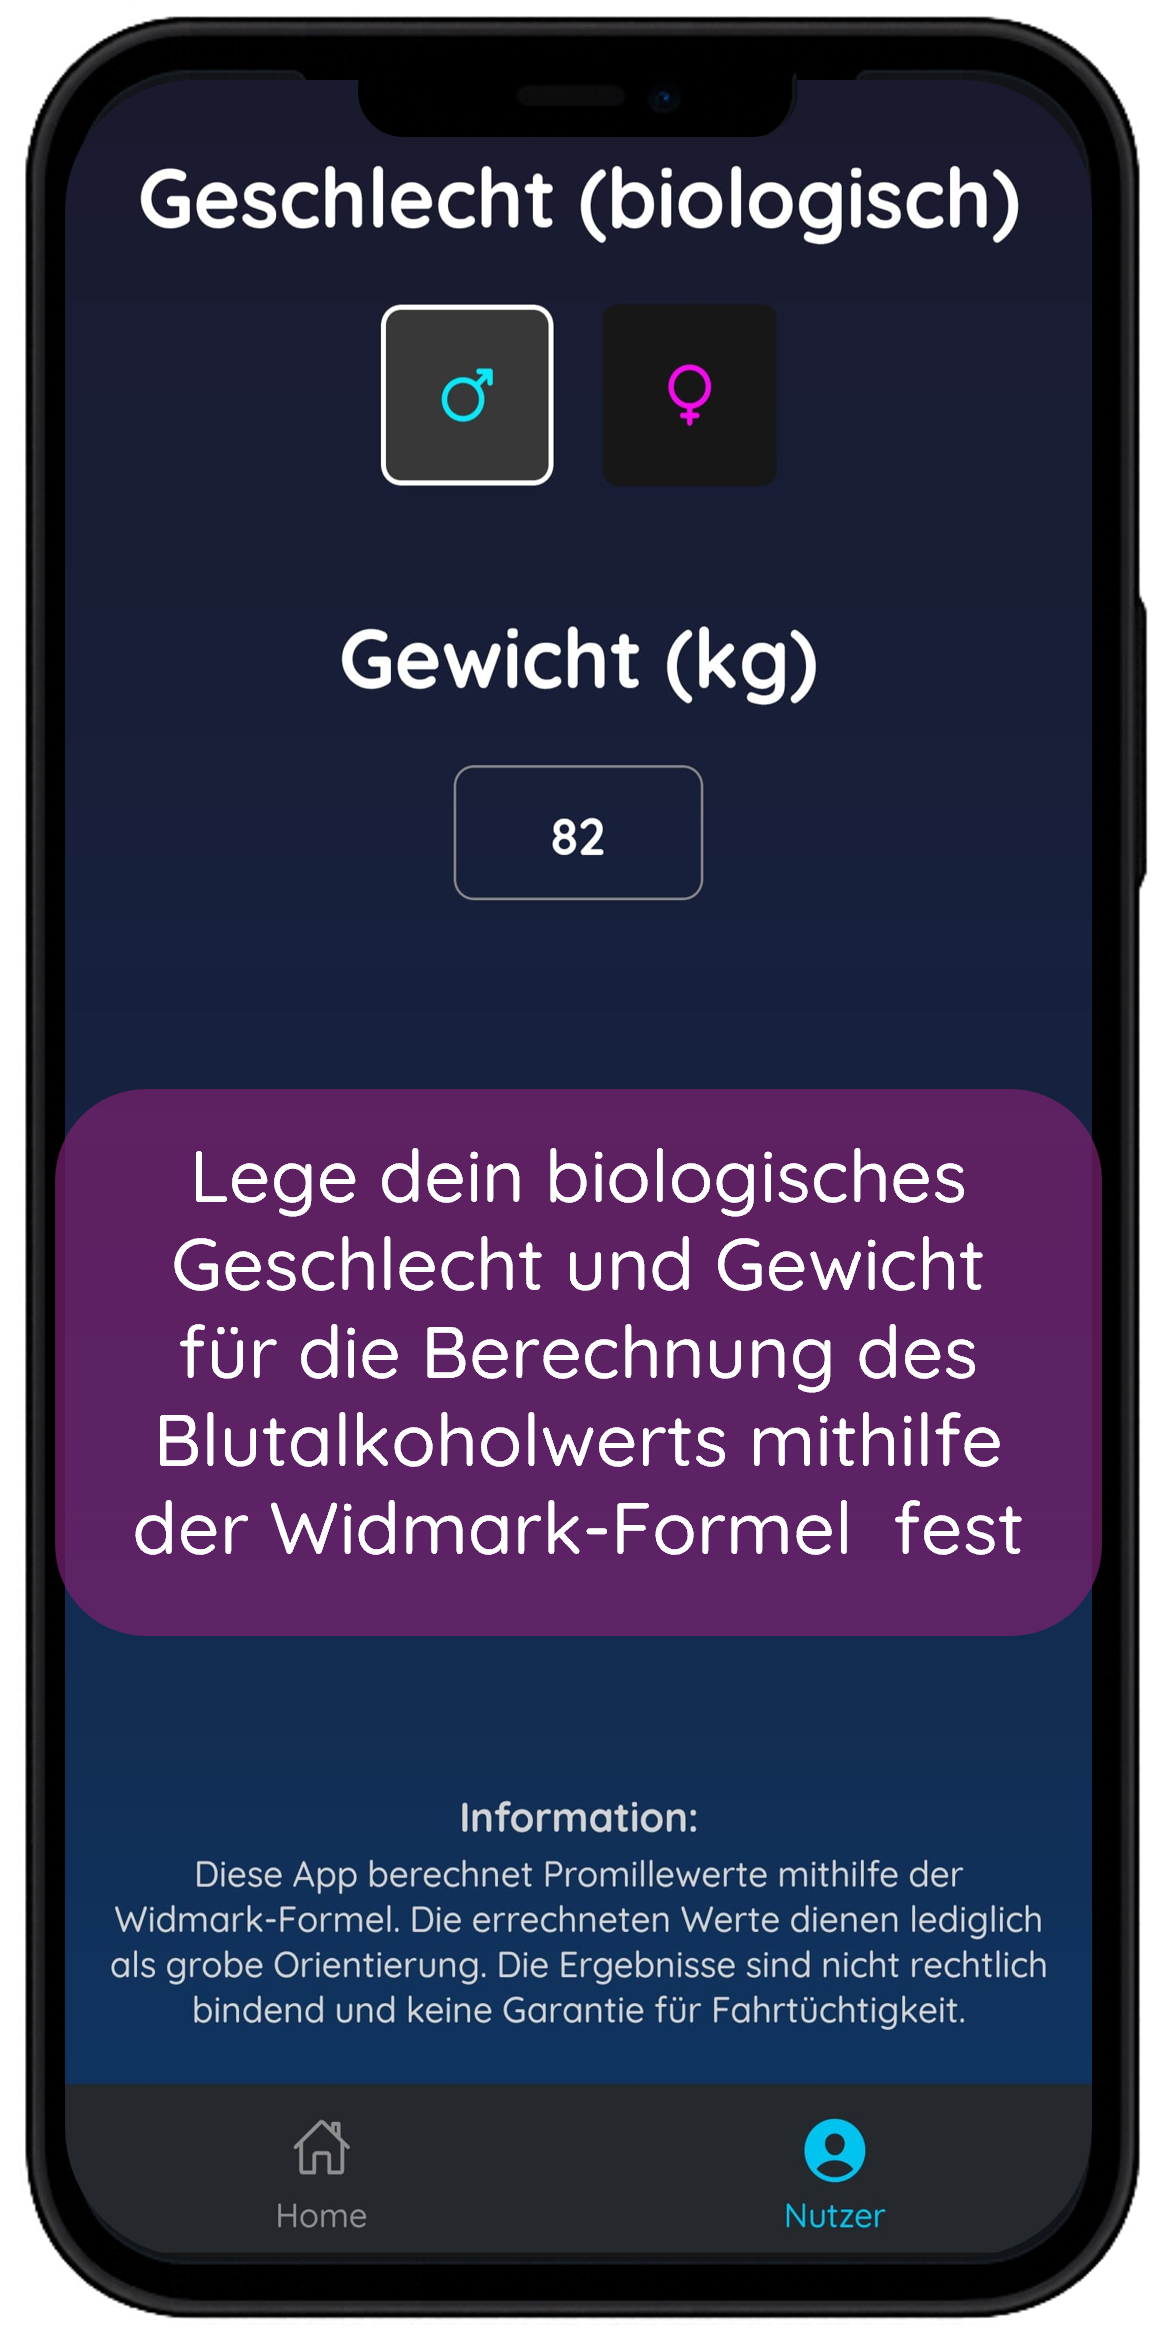 Geschlecht (biologisch)
Gewicht (kg)
82
Lege dein biologisches
Geschlecht und Gewicht
für die Berechnung des
Blutalkoholwerts mithilfe
der Widmark-Formel  fest
Information:
Diese App berechnet Promillewerte mithilfe der
Widmark-Formel. Die errechneten Werte dienen lediglich
als grobe Orientierung. Die Ergebnisse sind nicht rechtlich
bindend und keine Garantie für Fahrtüchtigkeit.
Home
Nutzer